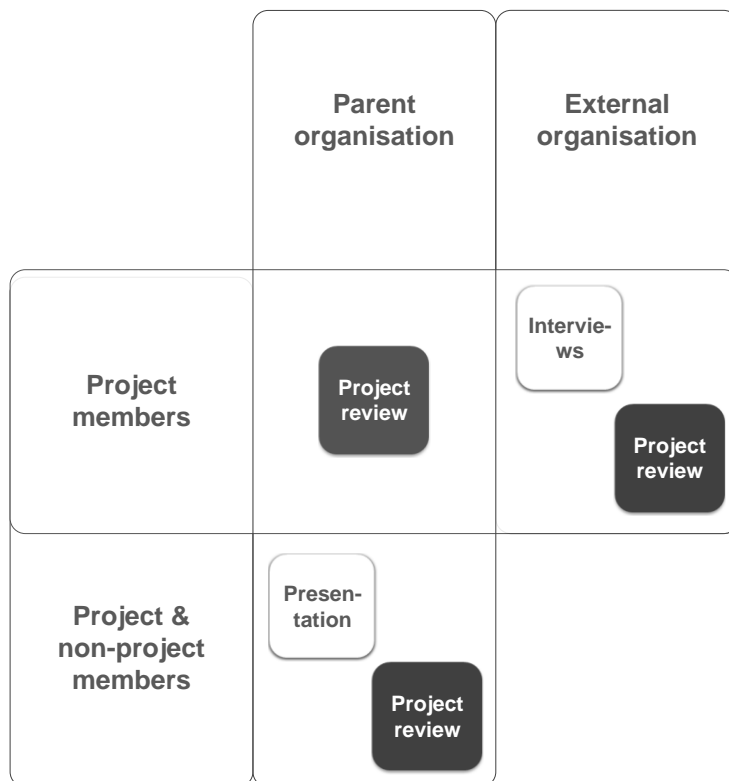 Parent
organisation
External
organisation
Project
members
Project
review
Intervie-
ws
Project
review
Project &
non-project
members
Presen-
tation
Project
review